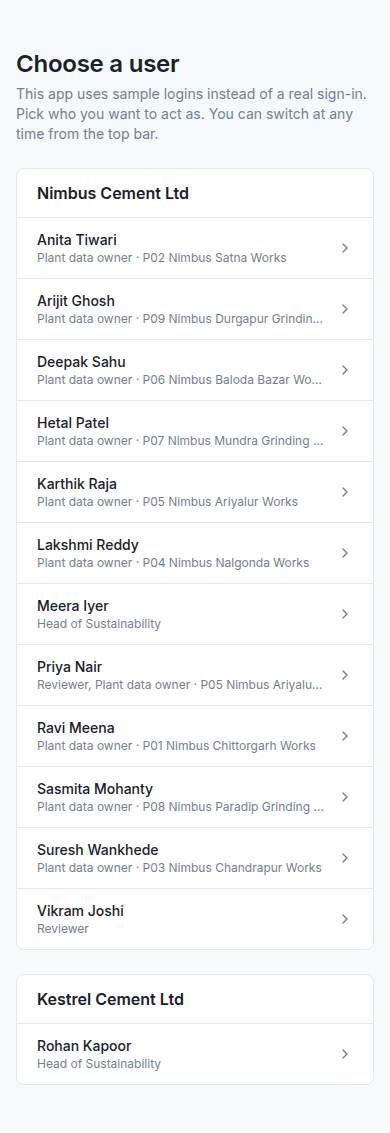 Choose a user
This app uses sample logins instead of a real sign-in.
Pick who you want to act as. You can switch at any
time from the top bar.
Nimbus Cement Ltd
Anita Tiwari
Plant data owner · P02 Nimbus Satna Works
Arijit Ghosh
Plant data owner · P09 Nimbus Durgapur Grindin...
Deepak Sahu
Plant data owner · P06 Nimbus Baloda Bazar Wo...
Hetal Patel
Plant data owner · P07 Nimbus Mundra Grinding ...
Karthik Raja
Plant data owner · P05 Nimbus Ariyalur Works
Lakshmi Reddy
Plant data owner · P04 Nimbus Nalgonda Works
Meera Iyer
Head of Sustainability
Priya Nair
Reviewer, Plant data owner · P05 Nimbus Ariyalu...
Ravi Meena
Plant data owner · P01 Nimbus Chittorgarh Works
Sasmita Mohanty
Plant data owner · P08 Nimbus Paradip Grinding ...
Suresh Wankhede
Plant data owner · P03 Nimbus Chandrapur Works
Vikram Joshi
Reviewer
Kestrel Cement Ltd
Rohan Kapoor
Head of Sustainability